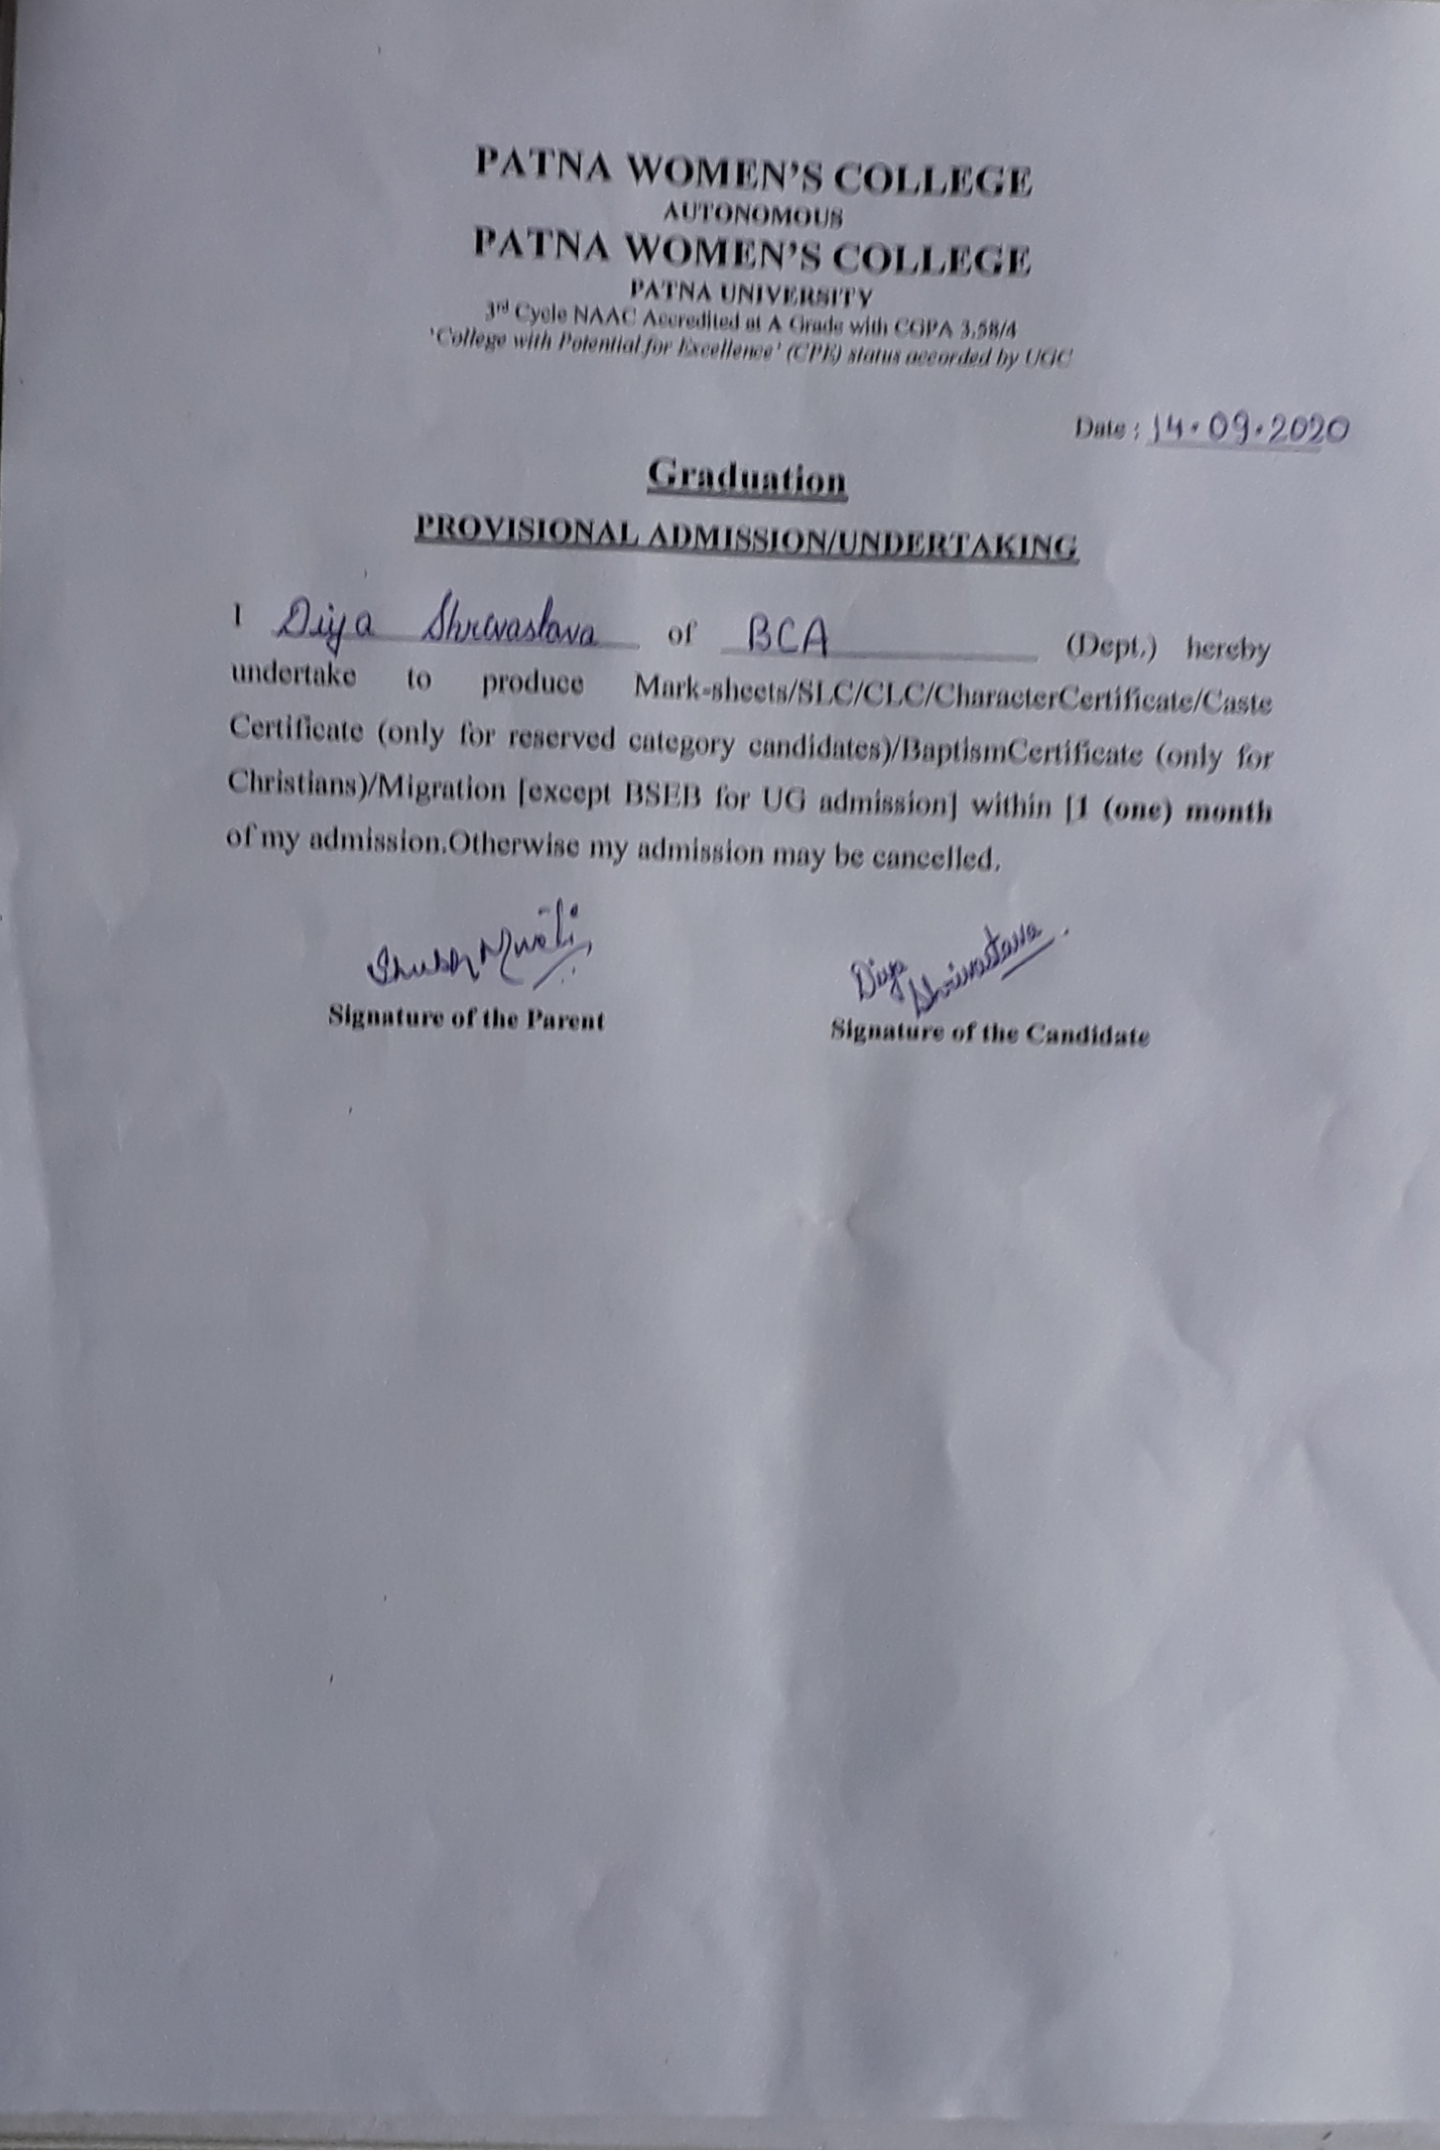 PATNA WOMEN'S COLLEGE
AUTONOMOUS
PATNA WOMEN'S COLLEGE
PATNA UNIVERSITY
3rd Cycle NAAC Accredited at A Grade with CGPA 3.58/4
'College with Potential for Excellence' (CPE) status accorded by UGC
Date : 14.09.2020
Graduation
PROVISIONAL ADMISSION/UNDERTAKING
I Diya Shrivastava of BCA (Dept.) hereby
undertake to produce Mark-sheets/SLC/CLC/CharacterCertificate/Caste
Certificate (only for reserved category candidates)/BaptismCertificate (only for
Christians)/Migration [except BSEB for UG admission] within [1 (one) month
of my admission.Otherwise my admission may be cancelled.
Diya Shrivastava
Signature of the Parent Signature of the Candidate